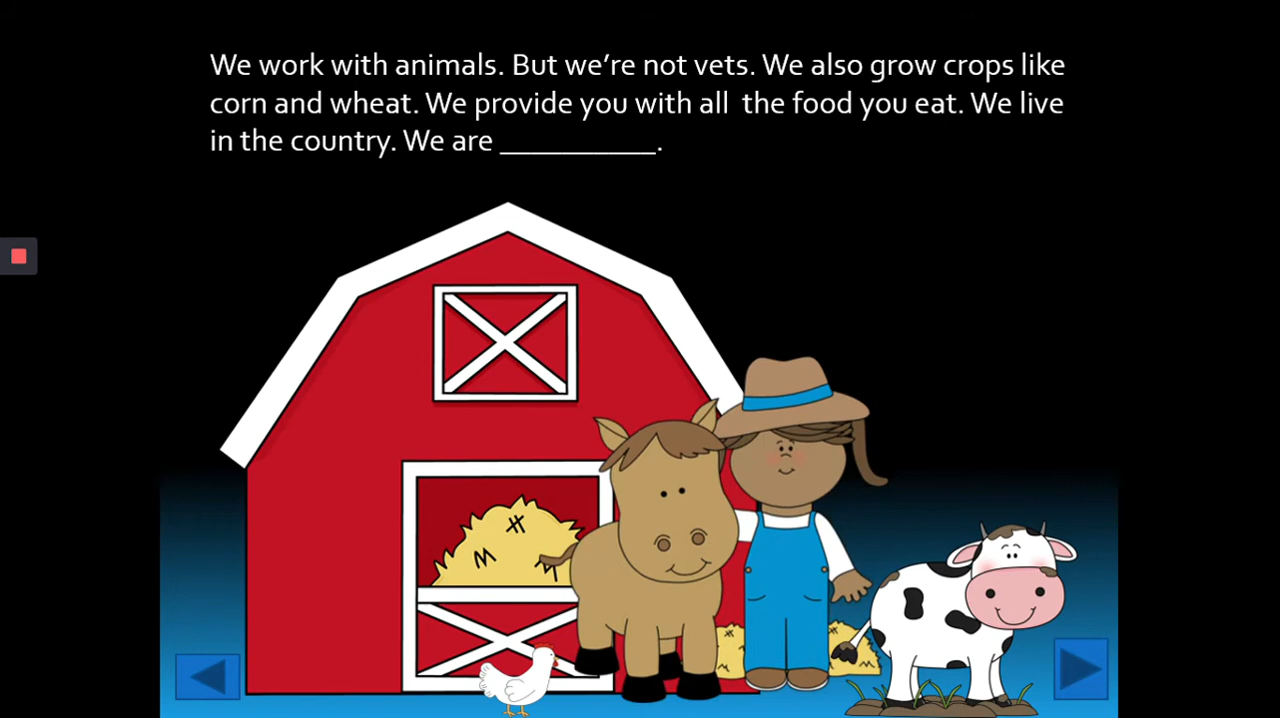 We work with animals. But we’re not vets. We also grow crops like
corn and wheat. We provide you with all  the food you eat. We live
in the country. We are __________.